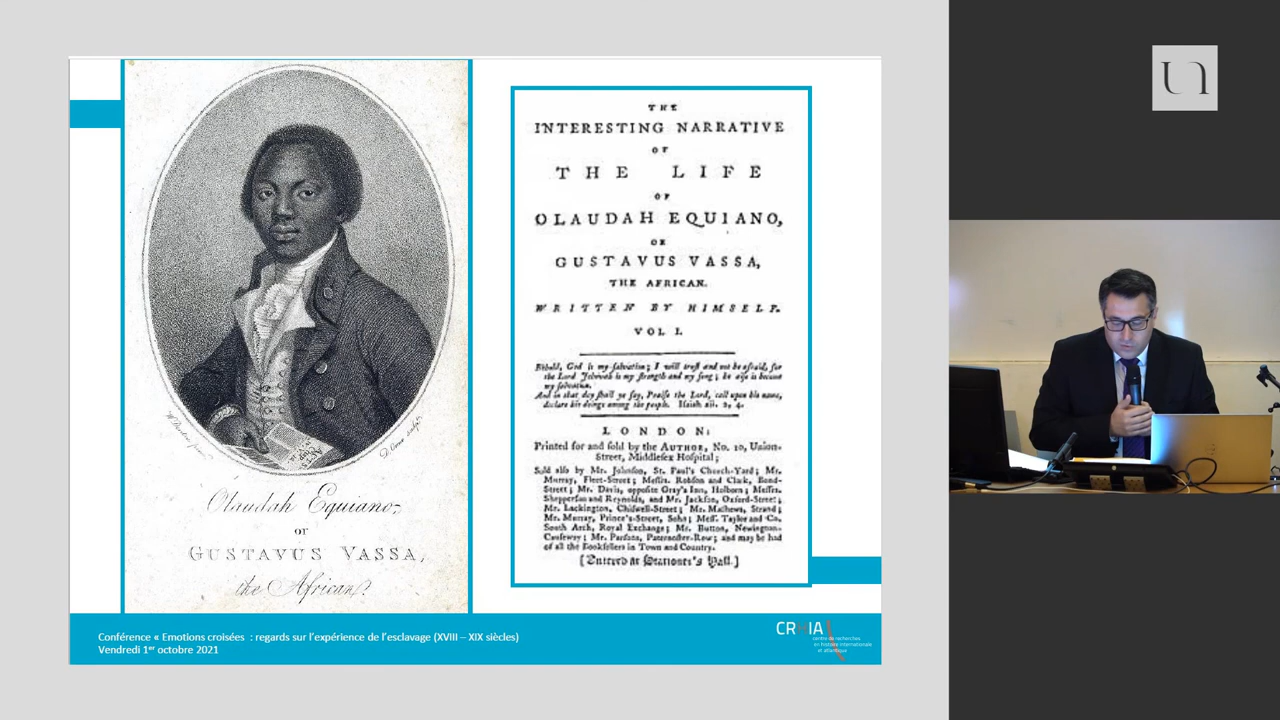 Olaudah Equiano,
or
GUSTAVUS VASSA,
the African.
THE
INTERESTING NARRATIVE
OF
THE LIFE
OF
OLAUDAH EQUIANO,
OR
GUSTAVUS VASSA,
THE AFRICAN.
WRITTEN BY HIMSELF.
VOL I.
Behold, God is my salvation; I will trust and not be afraid, for
the Lord Jehovah is my strength and my song; he also is become
my salvation.
And in that day shall ye say, Praise the Lord, call upon his name,
declare his doings among the people. Isaiah xii. 2, 4.
LONDON:
Printed for and sold by the AUTHOR, No. 10, Union-
Street, Middlesex Hospital;
Sold also by Mr. Johnson, St. Paul's Church-Yard; Mr.
Murray, Fleet-Street; Messrs. Robson and Clark, Bond-
Street; Mr. Davis, opposite Gray's Inn, Holborn; Messrs.
Shepperson and Reynolds, and Mr. Jackson, Oxford-Street;
Mr. Lackington, Chiswell-Street; Mr. Mathews, Strand;
Mr. Murray, Prince's-Street, Soho; Mess. Taylor and Co.
South Arch, Royal Exchange; Mr. Button, Newington-
Causeway; Mr. Parsons, Paternoster-Row; and may be had
of all the Booksellers in Town and Country.
[Entered at Stationer's Hall.]
Conférence « Emotions croisées : regards sur l'expérience de l'esclavage (XVIII – XIX siècles)
Vendredi 1er octobre 2021
CRHIA
centre de recherches
en histoire internationale
et atlantique